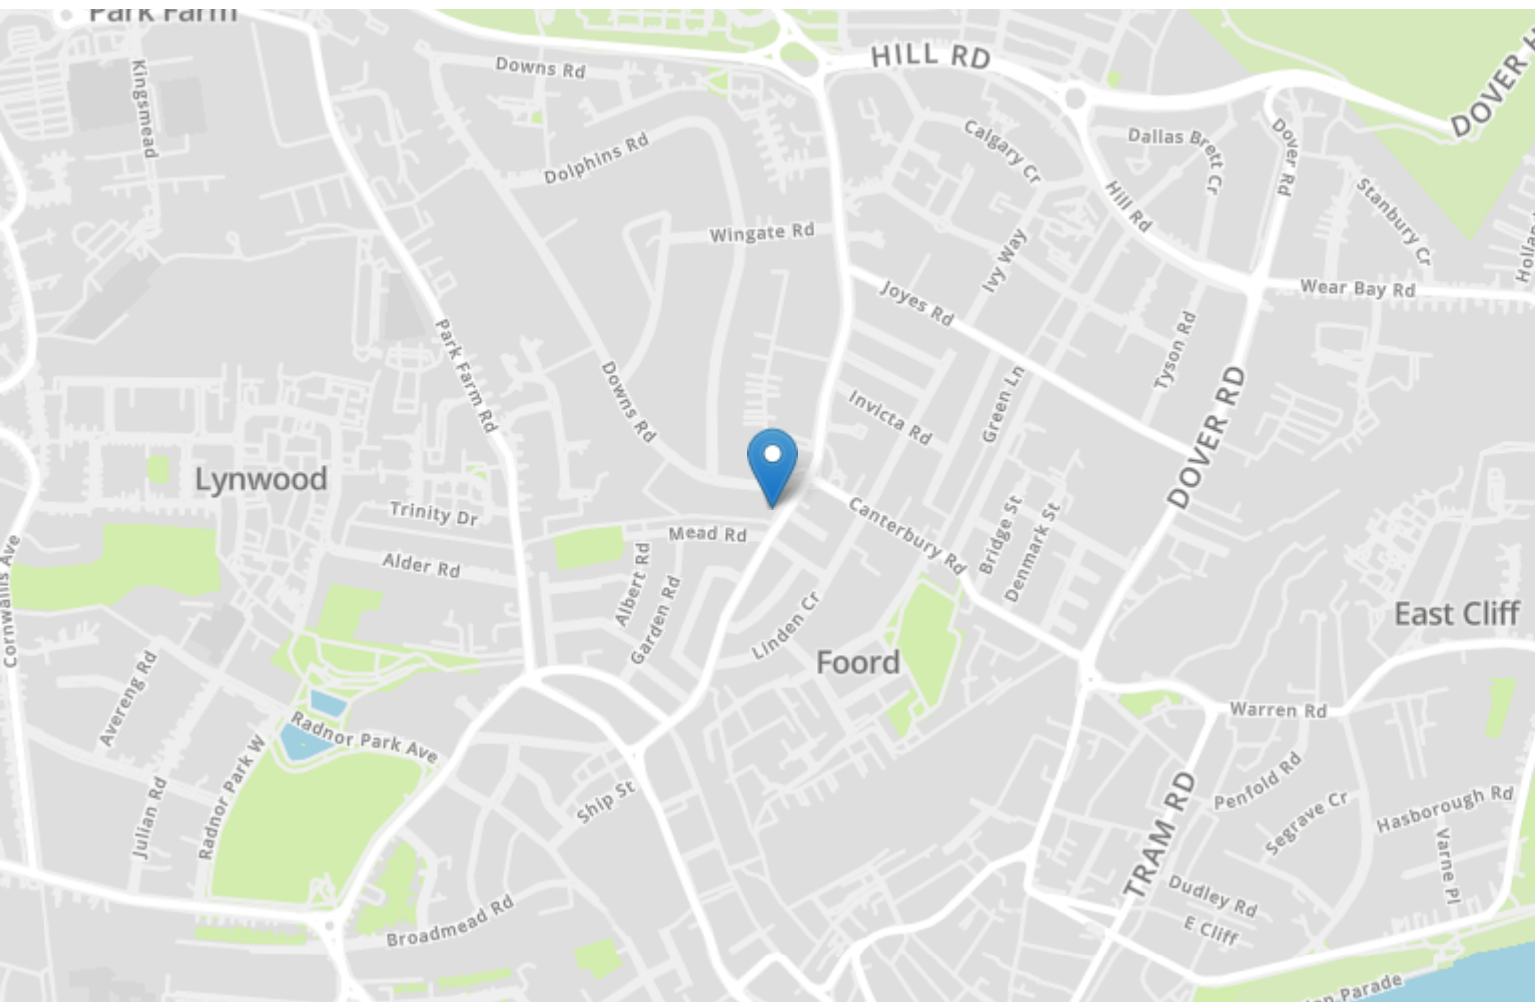 Park Farm
HILL RD
Downs Rd
Kingsmead
DOVER H
Calgary Cr
Dallas Brett Cr
Dover Rd
Dolphins Rd
Stanbury Cr
Hill Rd
Wingate Rd
Ivy Way
Wear Bay Rd
Joyes Rd
Tyson Rd
Park Farm Rd
Downs Rd
Green Ln
Invicta Rd
DOVER RD
Lynwood
Trinity Dr
Canterbury Rd
Bridge St
Denmark St
Mead Rd
Alder Rd
Albert Rd
Cornwallis Ave
Garden Rd
Linden Cr
East Cliff
Foord
Avereng Rd
Warren Rd
Radnor Park Ave
Radnor Park W
Julian Rd
Ship St
Penfold Rd
TRAM RD
Segrave Cr
Hasborough Rd
Varne Pl
Dudley Rd
Broadmead Rd
E Cliff
Parade